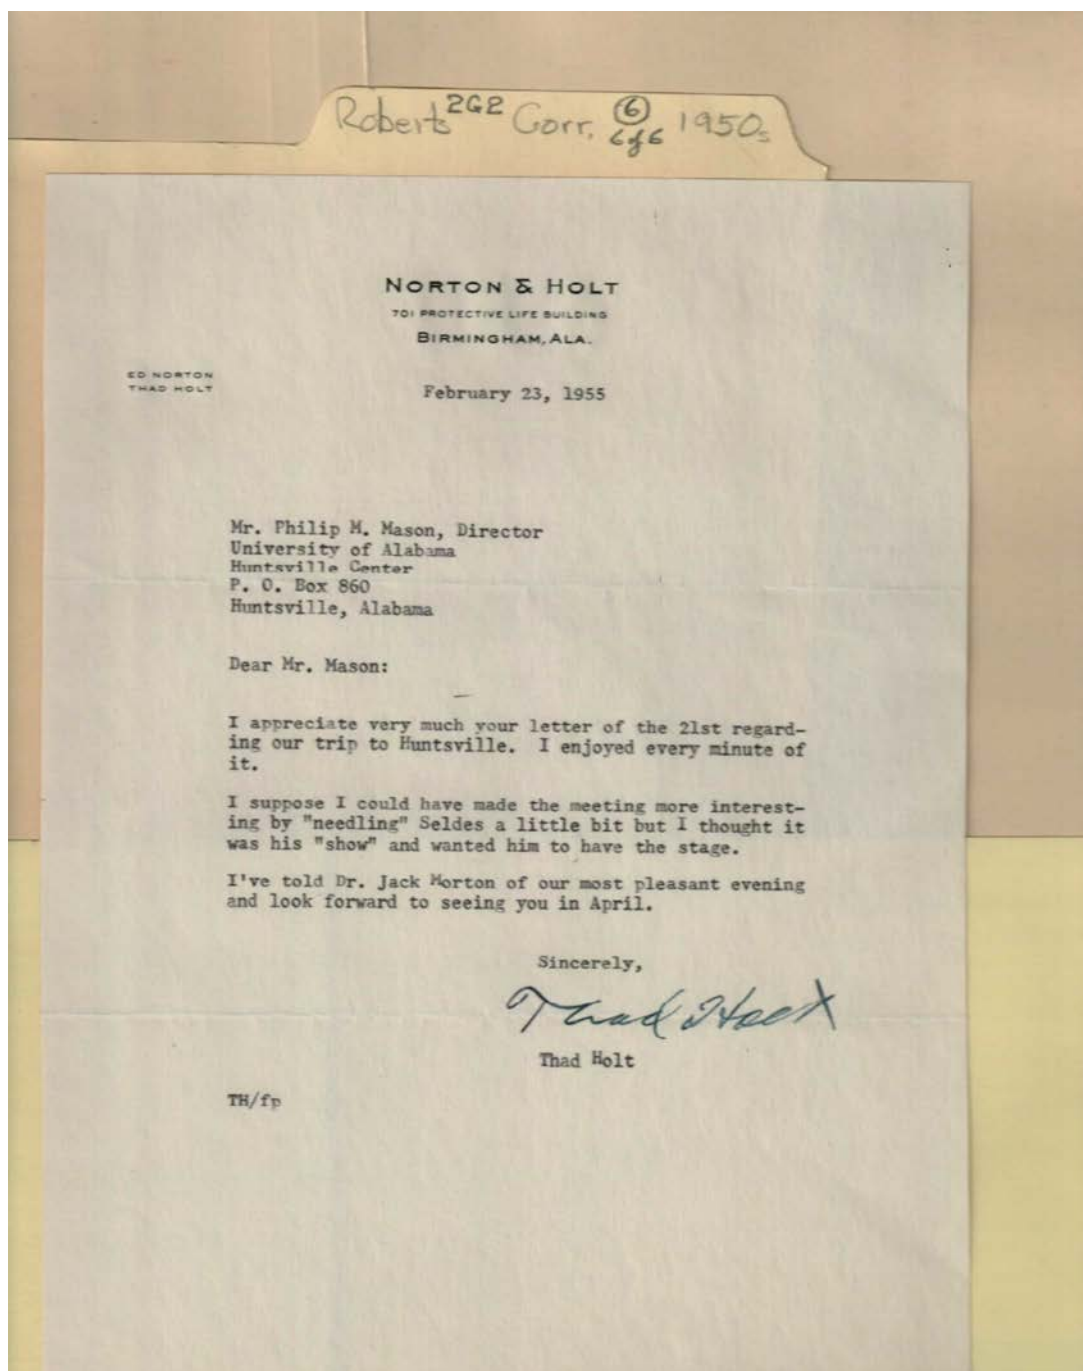 Roberts 2G2 Corr. 6 1950s
6 of 6
NORTON & HOLT
701 PROTECTIVE LIFE BUILDING
BIRMINGHAM, ALA.
ED NORTON
THAD HOLT
February 23, 1955
Mr. Philip M. Mason, Director
University of Alabama
Huntsville Center
P. O. Box 860
Huntsville, Alabama
Dear Mr. Mason:
I appreciate very much your letter of the 21st regard-
ing our trip to Huntsville. I enjoyed every minute of
it.
I suppose I could have made the meeting more interest-
ing by "needling" Seldes a little bit but I thought it
was his "show" and wanted him to have the stage.
I've told Dr. Jack Morton of our most pleasant evening
and look forward to seeing you in April.
Sincerely,
Thad Holt
Thad Holt
TH/fp